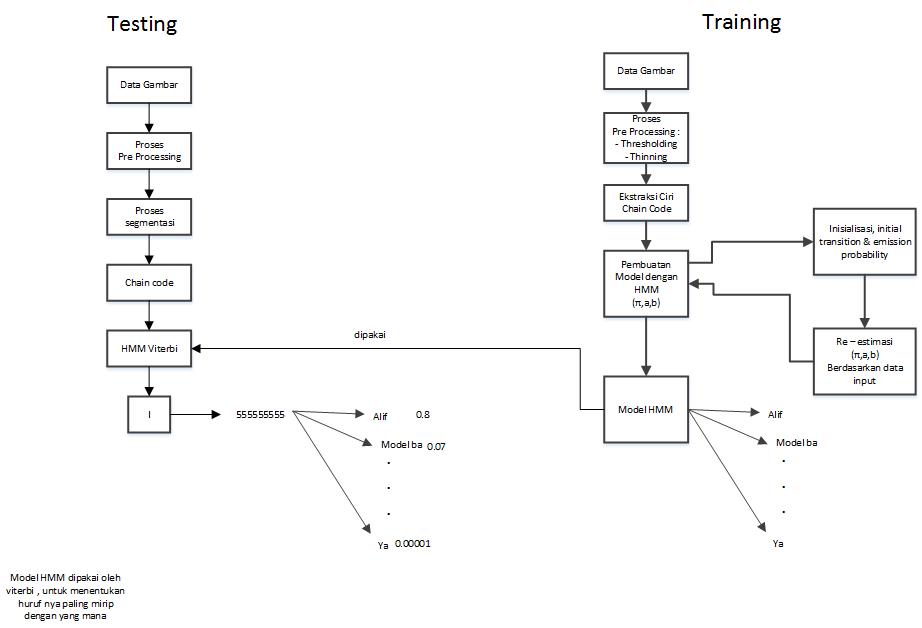 Testing
Data Gambar
Proses
Pre Processing
Proses
segmentasi
Chain code
HMM Viterbi
I
555555555
Alif 0.8
Model ba 0.07
.
.
.
Ya 0.00001
Model HMM dipakai oleh
viterbi , untuk menentukan
huruf nya paling mirip
dengan yang mana
dipakai
Training
Data Gambar
Proses
Pre Processing :
- Thresholding
- Thinning
Ekstraksi Ciri
Chain Code
Pembuatan
Model dengan
HMM
(π,a,b)
Inisialisasi, initial
transition & emission
probability
Re – estimasi
(π,a,b)
Berdasarkan data
input
Model HMM
Alif
Model ba
.
.
.
Ya